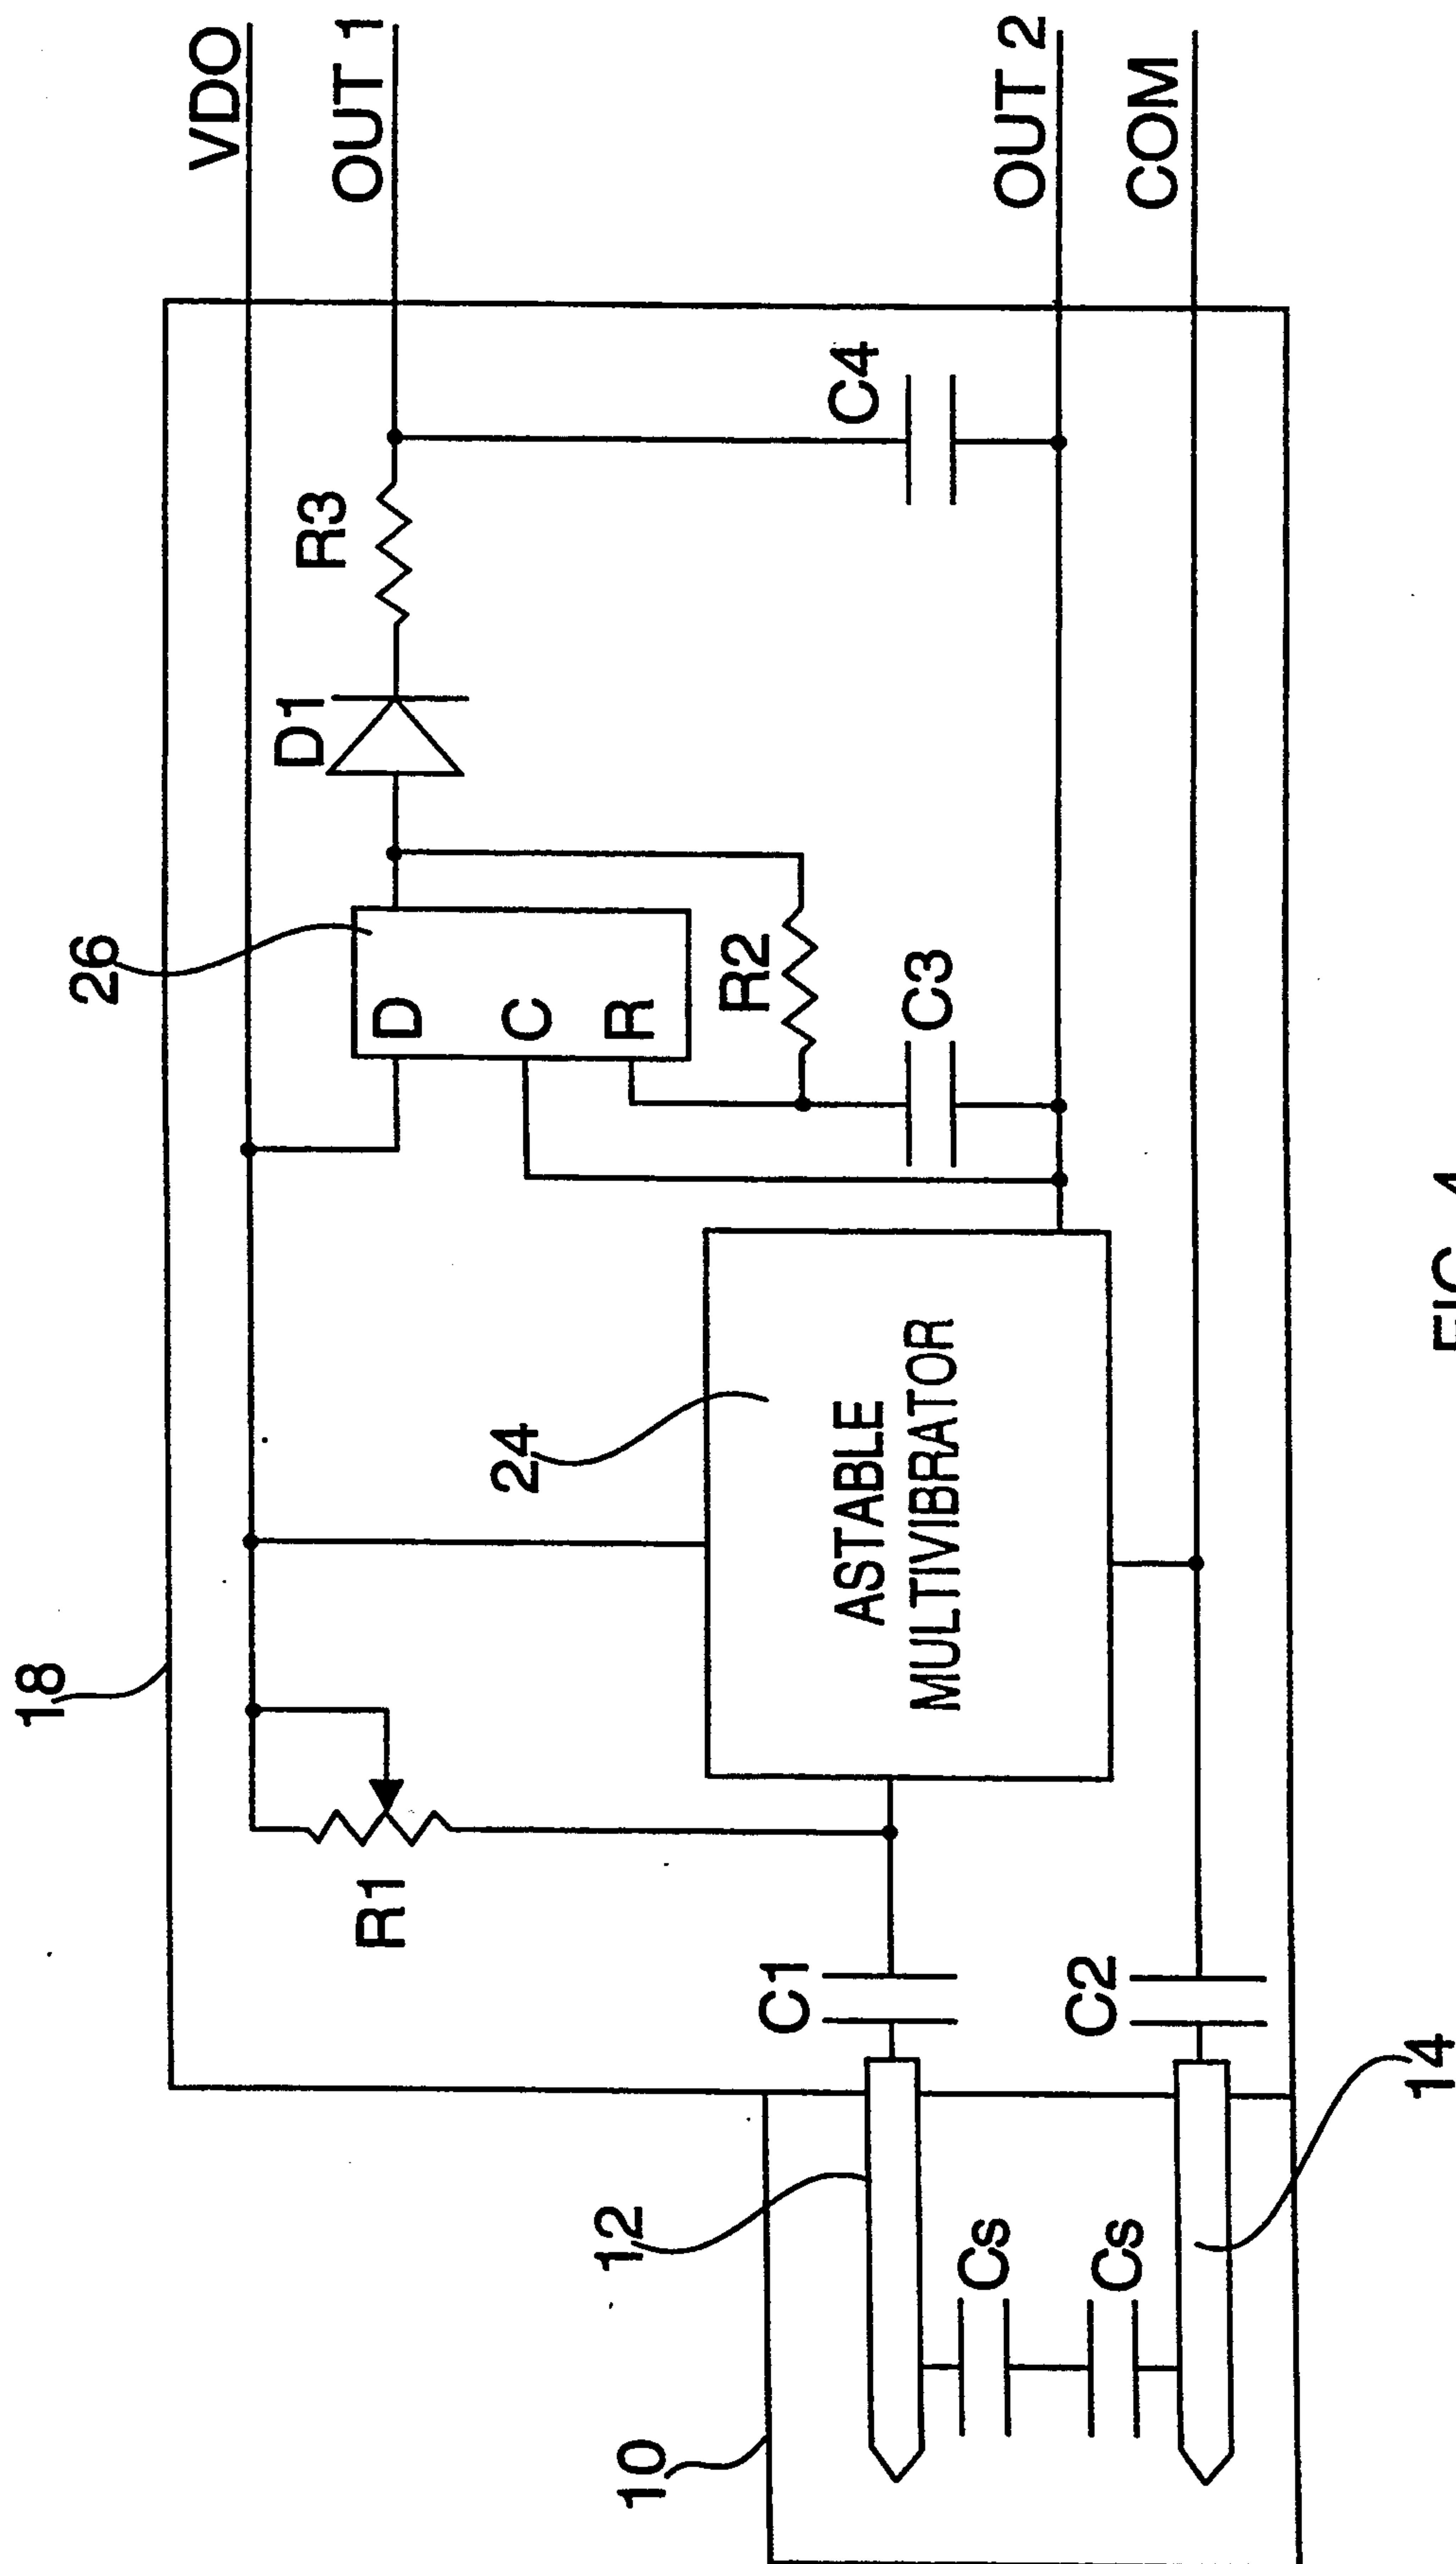 18
VDO
26
D1
R3
OUT 1
R1
D
C
R
24
R2
C4
ASTABLE
MULTIVIBRATOR
C3
OUT 2
12
C1
10
Cs
Cs
C2
COM
14